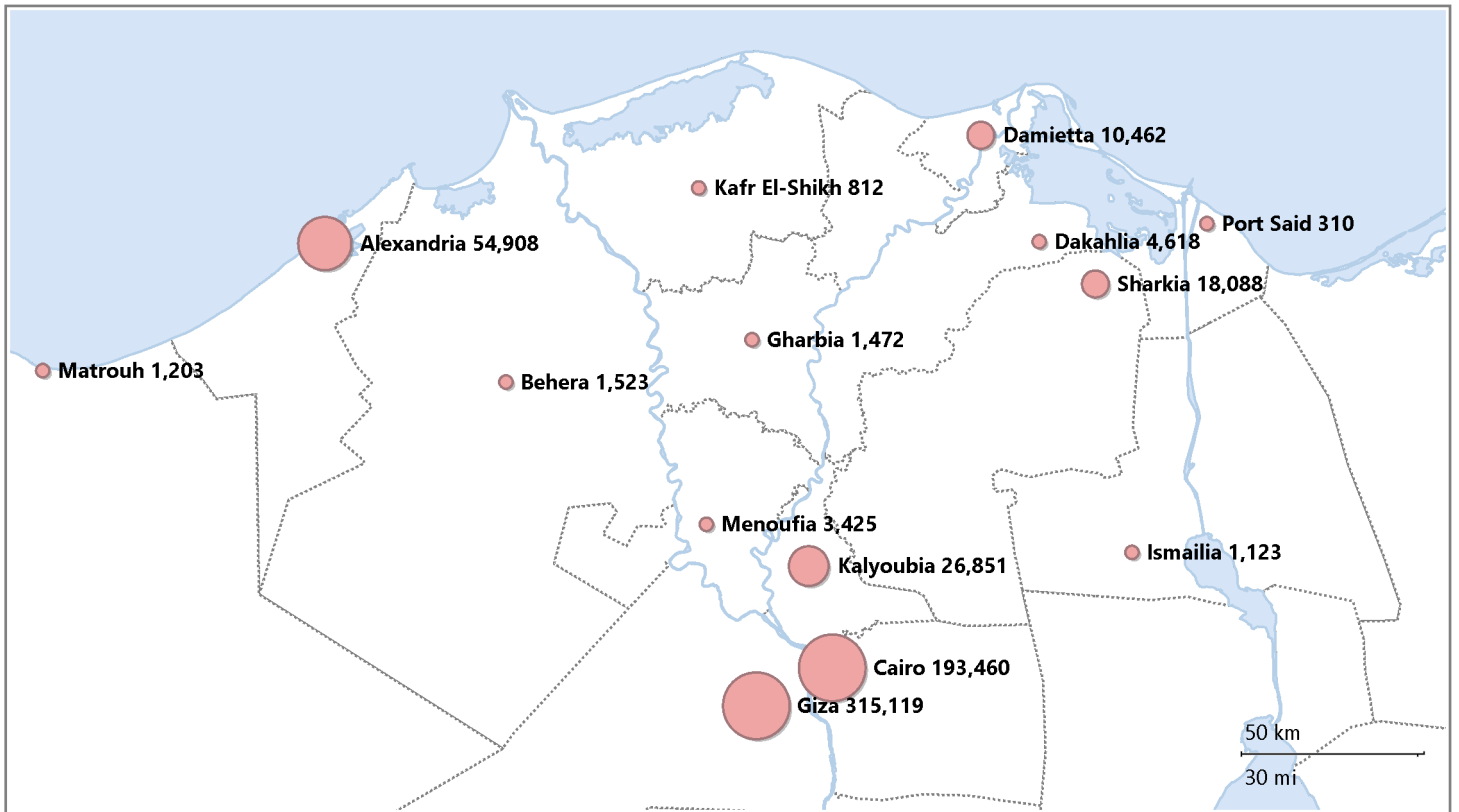 Damietta 10,462
Kafr El-Shikh 812
Port Said 310
Alexandria 54,908
Dakahlia 4,618
Sharkia 18,088
Gharbia 1,472
Matrouh 1,203
Behera 1,523
Menoufia 3,425
Ismailia 1,123
Kalyoubia 26,851
Cairo 193,460
Giza 315,119
50 km
30 mi